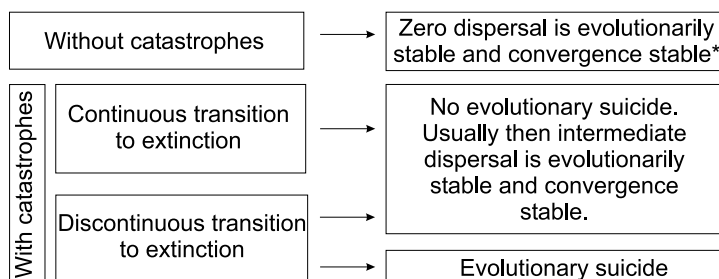 Without catastrophes
Zero dispersal is evolutionarily
stable and convergence stable*
With catastrophes
Continuous transition
to extinction
No evolutionary suicide.
Usually then intermediate
dispersal is evolutionarily
stable and convergence
stable.
Discontinuous transition
to extinction
Evolutionary suicide